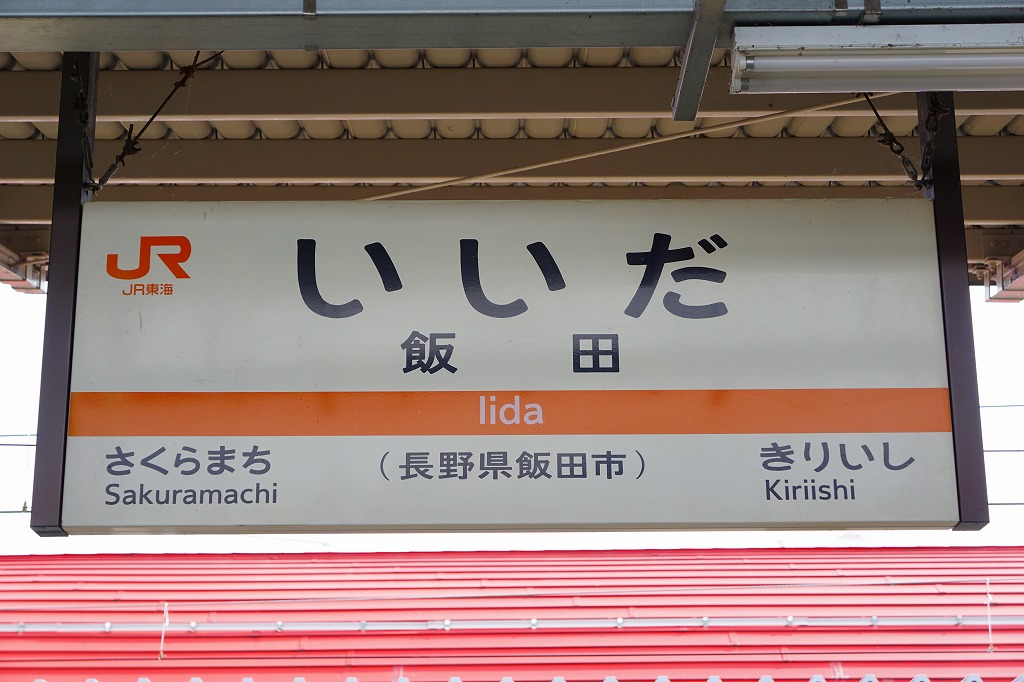 JR
JR東海
いいだ
飯田
Iida
さくらまち
Sakuramachi
（長野県飯田市）
きりいし
Kiriishi